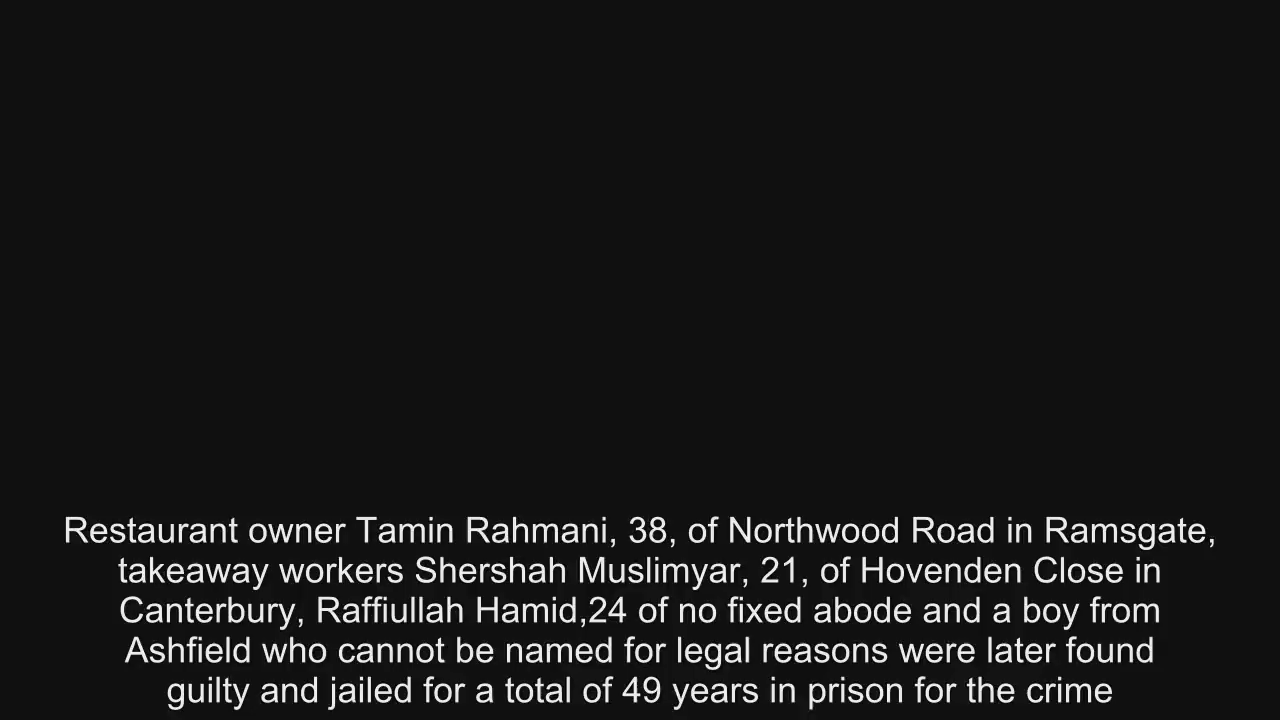 Restaurant owner Tamin Rahmani, 38, of Northwood Road in Ramsgate,
takeaway workers Shershah Muslimyar, 21, of Hovenden Close in
Canterbury, Raffiullah Hamid,24 of no fixed abode and a boy from
Ashfield who cannot be named for legal reasons were later found
guilty and jailed for a total of 49 years in prison for the crime